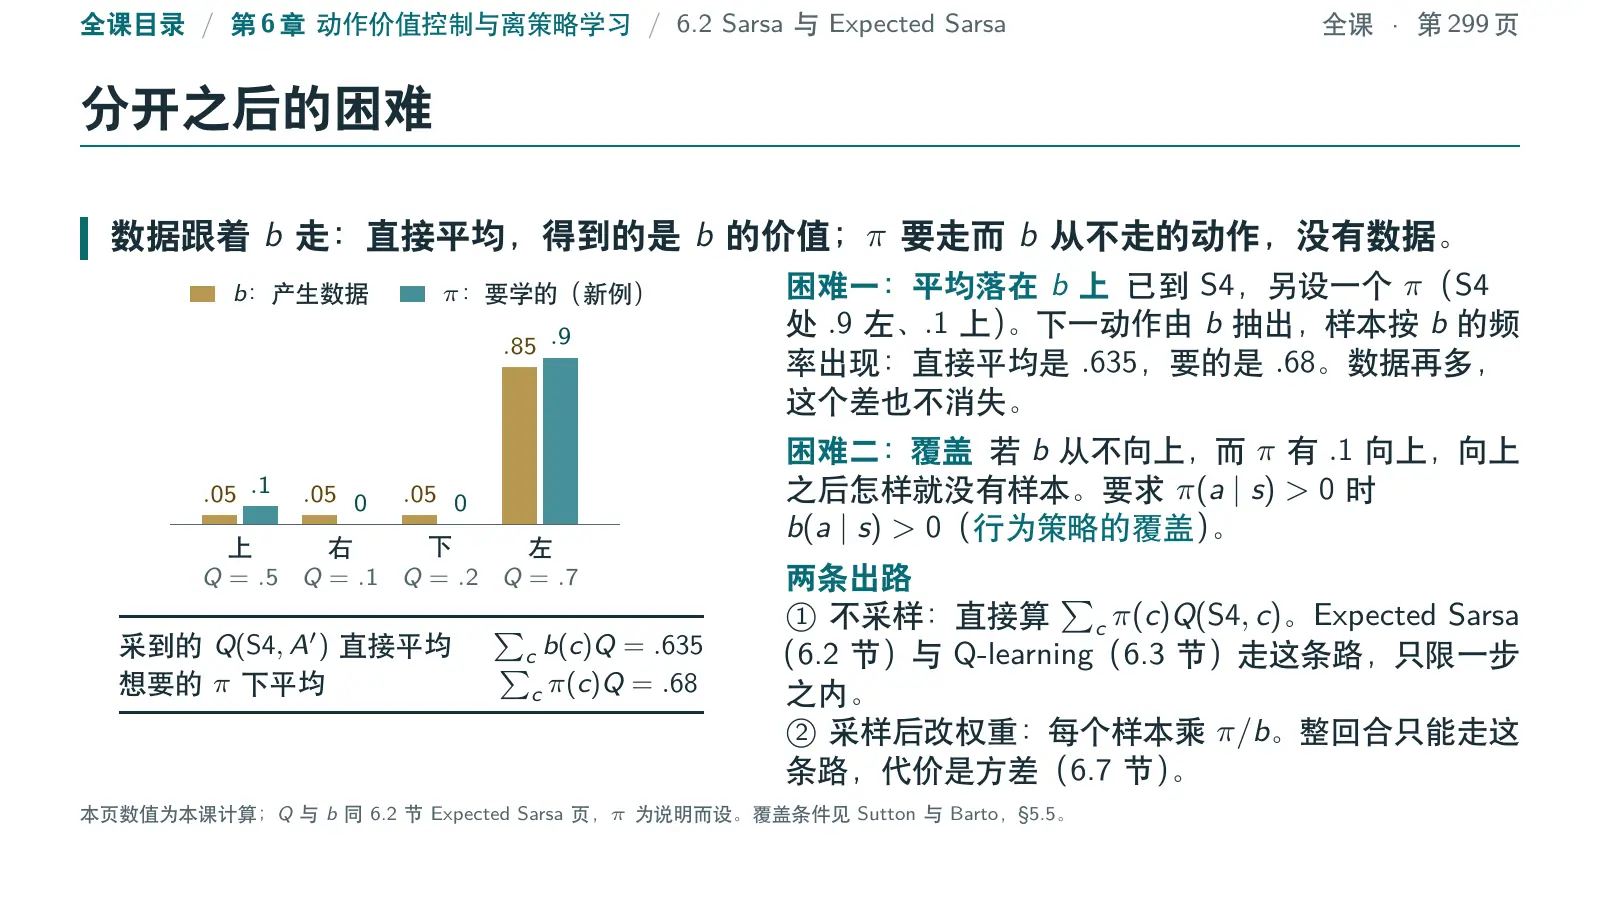 全课目录 / 第 6 章 动作价值控制与离策略学习 / 6.2 Sarsa 与 Expected Sarsa
全课 · 第 299 页
分开之后的困难
数据跟着 b 走：直接平均，得到的是 b 的价值；π 要走而 b 从不走的动作，没有数据。
b：产生数据 π：要学的（新例）
.05 .1 .05 0 .05 0 .85 .9
上 右 下 左
Q = .5 Q = .1 Q = .2 Q = .7
采到的 Q(S4, A′) 直接平均 ∑c b(c)Q = .635
想要的 π 下平均 ∑c π(c)Q = .68
困难一：平均落在 b 上 已到 S4，另设一个 π（S4
处 .9 左、.1 上）。下一动作由 b 抽出，样本按 b 的频
率出现：直接平均是 .635，要的是 .68。数据再多，
这个差也不消失。
困难二：覆盖 若 b 从不向上，而 π 有 .1 向上，向上
之后怎样就没有样本。要求 π(a | s) > 0 时
b(a | s) > 0（行为策略的覆盖）。
两条出路
① 不采样：直接算 ∑c π(c)Q(S4, c)。Expected Sarsa
（6.2 节）与 Q-learning（6.3 节）走这条路，只限一步
之内。
② 采样后改权重：每个样本乘 π/b。整回合只能走这
条路，代价是方差（6.7 节）。
本页数值为本课计算；Q 与 b 同 6.2 节 Expected Sarsa 页，π 为说明而设。覆盖条件见 Sutton 与 Barto，§5.5。